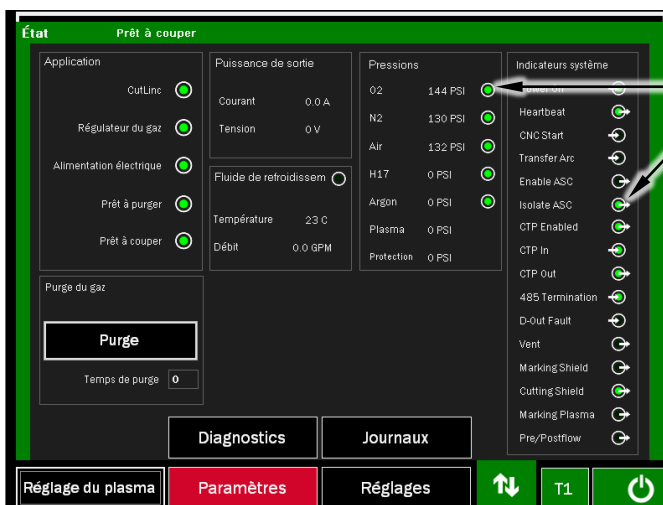 État Prêt à couper
Application
CutLinc
Régulateur du gaz
Alimentation électrique
Prêt à purger
Prêt à couper
Purge du gaz
Purge
Temps de purge 0
Puissance de sortie
Courant 0.0 A
Tension 0 V
Fluide de refroidissem
Température 23 C
Débit 0.0 GPM
Pressions
02 144 PSI
N2 130 PSI
Air 132 PSI
H17 0 PSI
Argon 0 PSI
Plasma 0 PSI
Protection 0 PSI
Indicateurs système
Heartbeat
CNC Start
Transfer Arc
Enable ASC
Isolate ASC
CTP Enabled
CTP In
CTP Out
485 Termination
D-Out Fault
Vent
Marking Shield
Cutting Shield
Marking Plasma
Pre/Postflow
Diagnostics Journaux
Réglage du plasma Paramètres Réglages T1